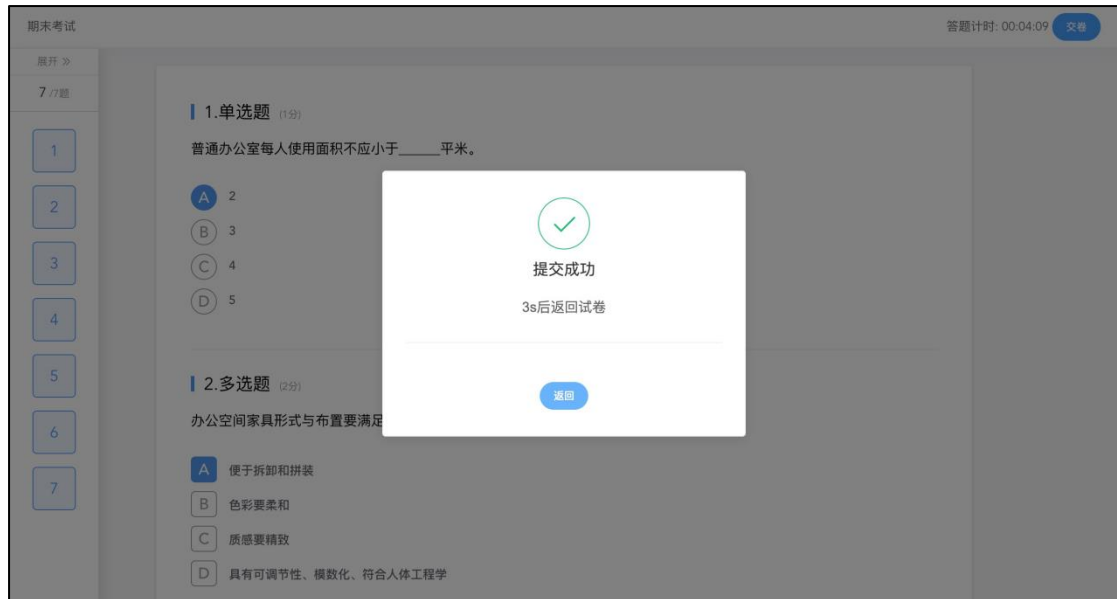 期末考试
答题计时: 00:04:09 交卷
展开 》
7 /7题
1
2
3
4
5
6
7
1.单选题 (1分)
普通办公室每人使用面积不应小于______平米。
A 2
B 3
C 4
D 5
2.多选题 (2分)
办公空间家具形式与布置要满足
A 便于拆卸和拼装
B 色彩要柔和
C 质感要精致
D 具有可调节性、模数化、符合人体工程学
提交成功
3s后返回试卷
返回